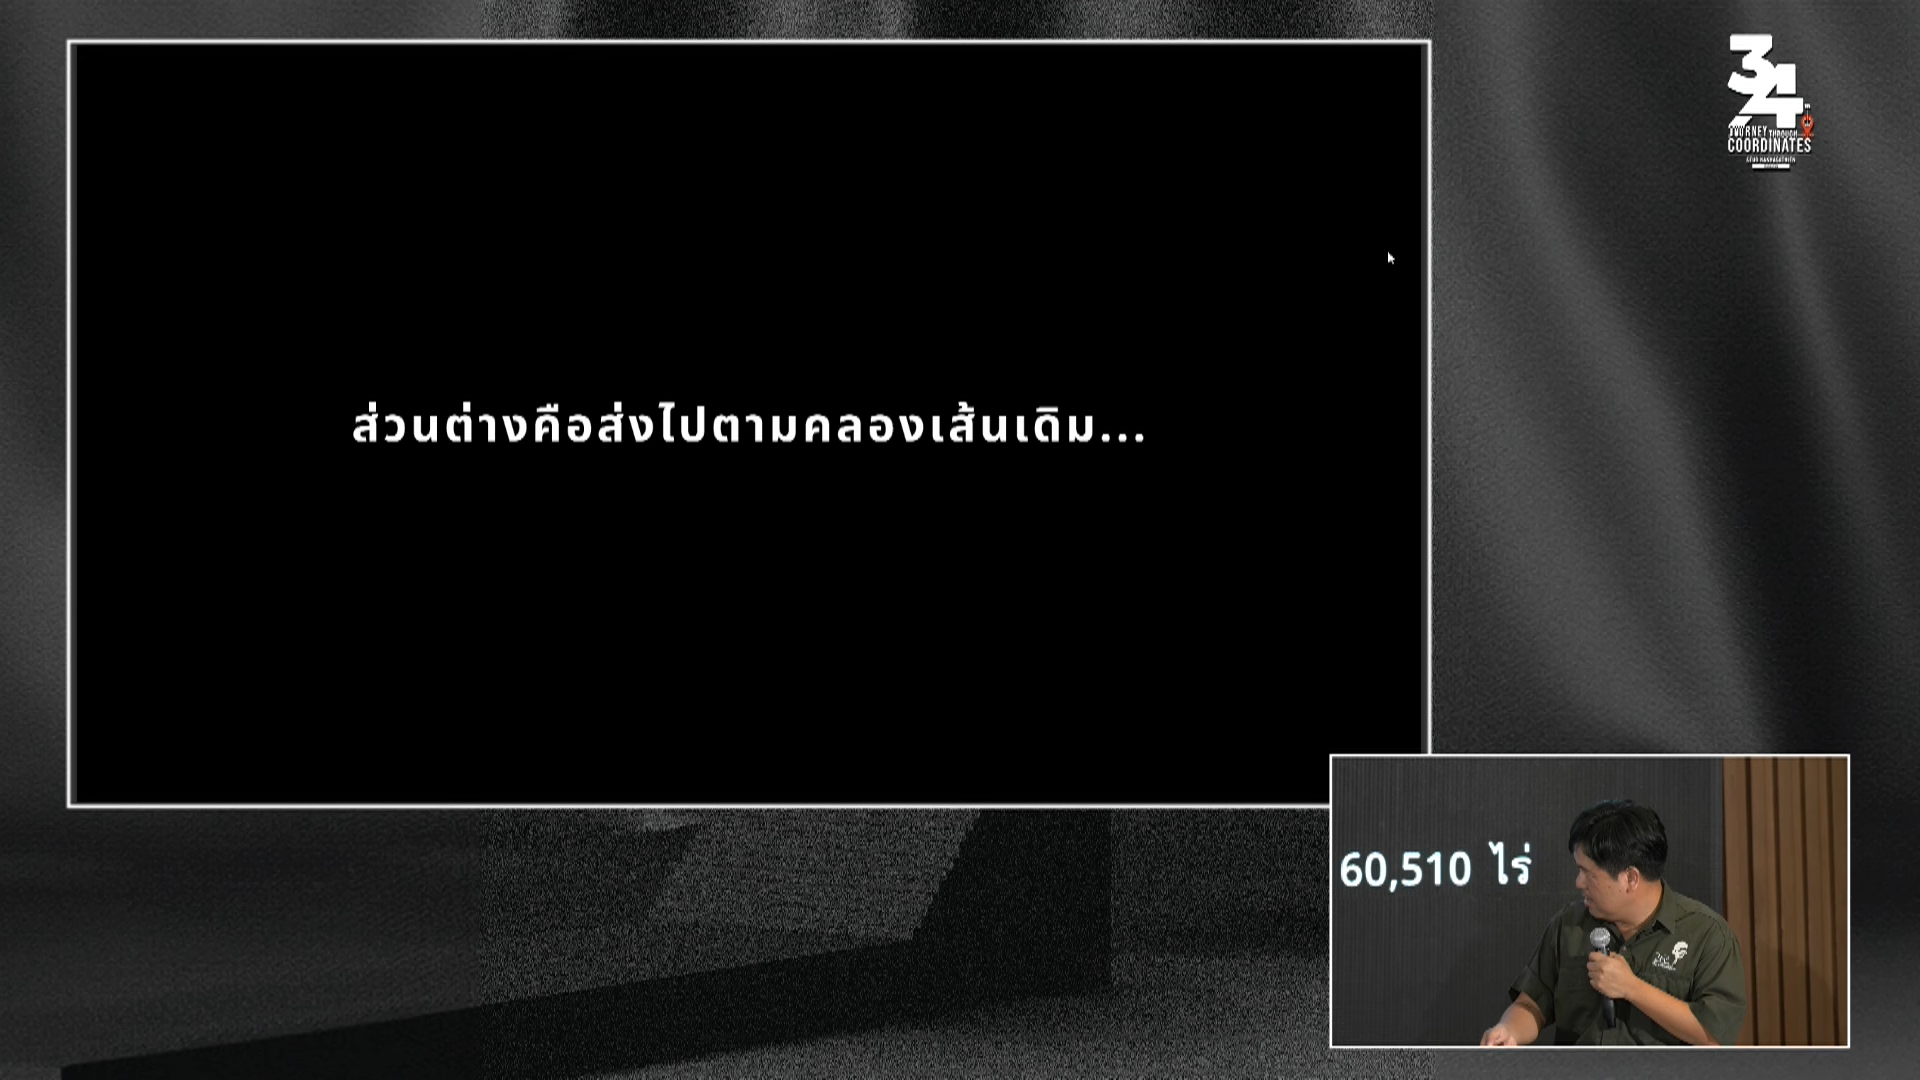 34
TH
JOURNEY THROUGH
COORDINATES
ส่วนต่างคือส่งไปตามคลองเส้นเดิม...
60,510 ไร่